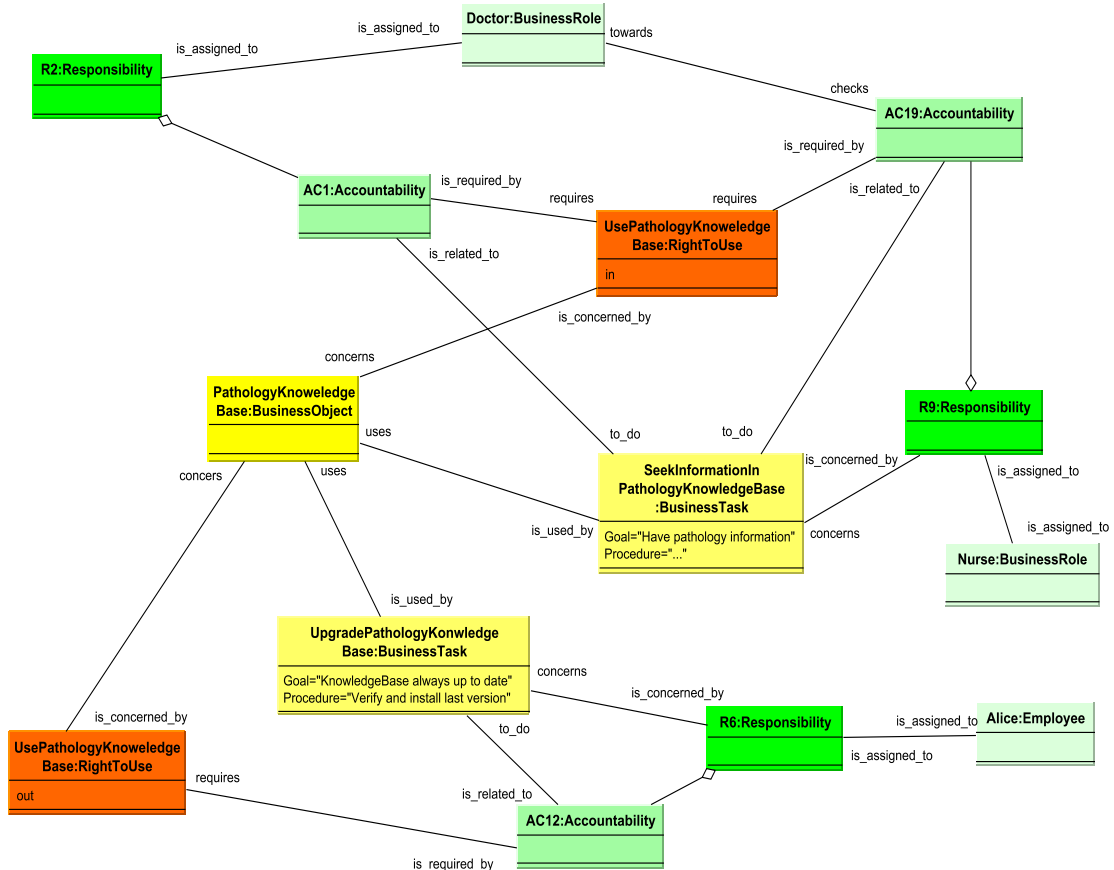 Doctor:BusinessRole
is_assigned_to
towards
is_assigned_to
R2:Responsibility
checks
AC19:Accountability
is_required_by
AC1:Accountability
is_required_by
is_related_to
requires
requires
UsePathologyKnoweledge
Base:RightToUse
in
is_related_to
is_concerned_by
concerns
PathologyKnoweledge
Base:BusinessObject
uses
R9:Responsibility
to_do
to_do
concers
uses
is_concerned_by
SeekInformationIn
PathologyKnowledgeBase
:BusinessTask
is_assigned_to
is_used_by
Goal="Have pathology information"
Procedure="..."
concerns
is_assigned_to
Nurse:BusinessRole
is_used_by
UpgradePathologyKonwledge
Base:BusinessTask
Goal="KnowledgeBase always up to date"
Procedure="Verify and install last version"
concerns
is_concerned_by
R6:Responsibility
is_assigned_to
Alice:Employee
is_concerned_by
to_do
is_assigned_to
UsePathologyKnoweledge
Base:RightToUse
out
requires
is_related_to
AC12:Accountability
is_required_by